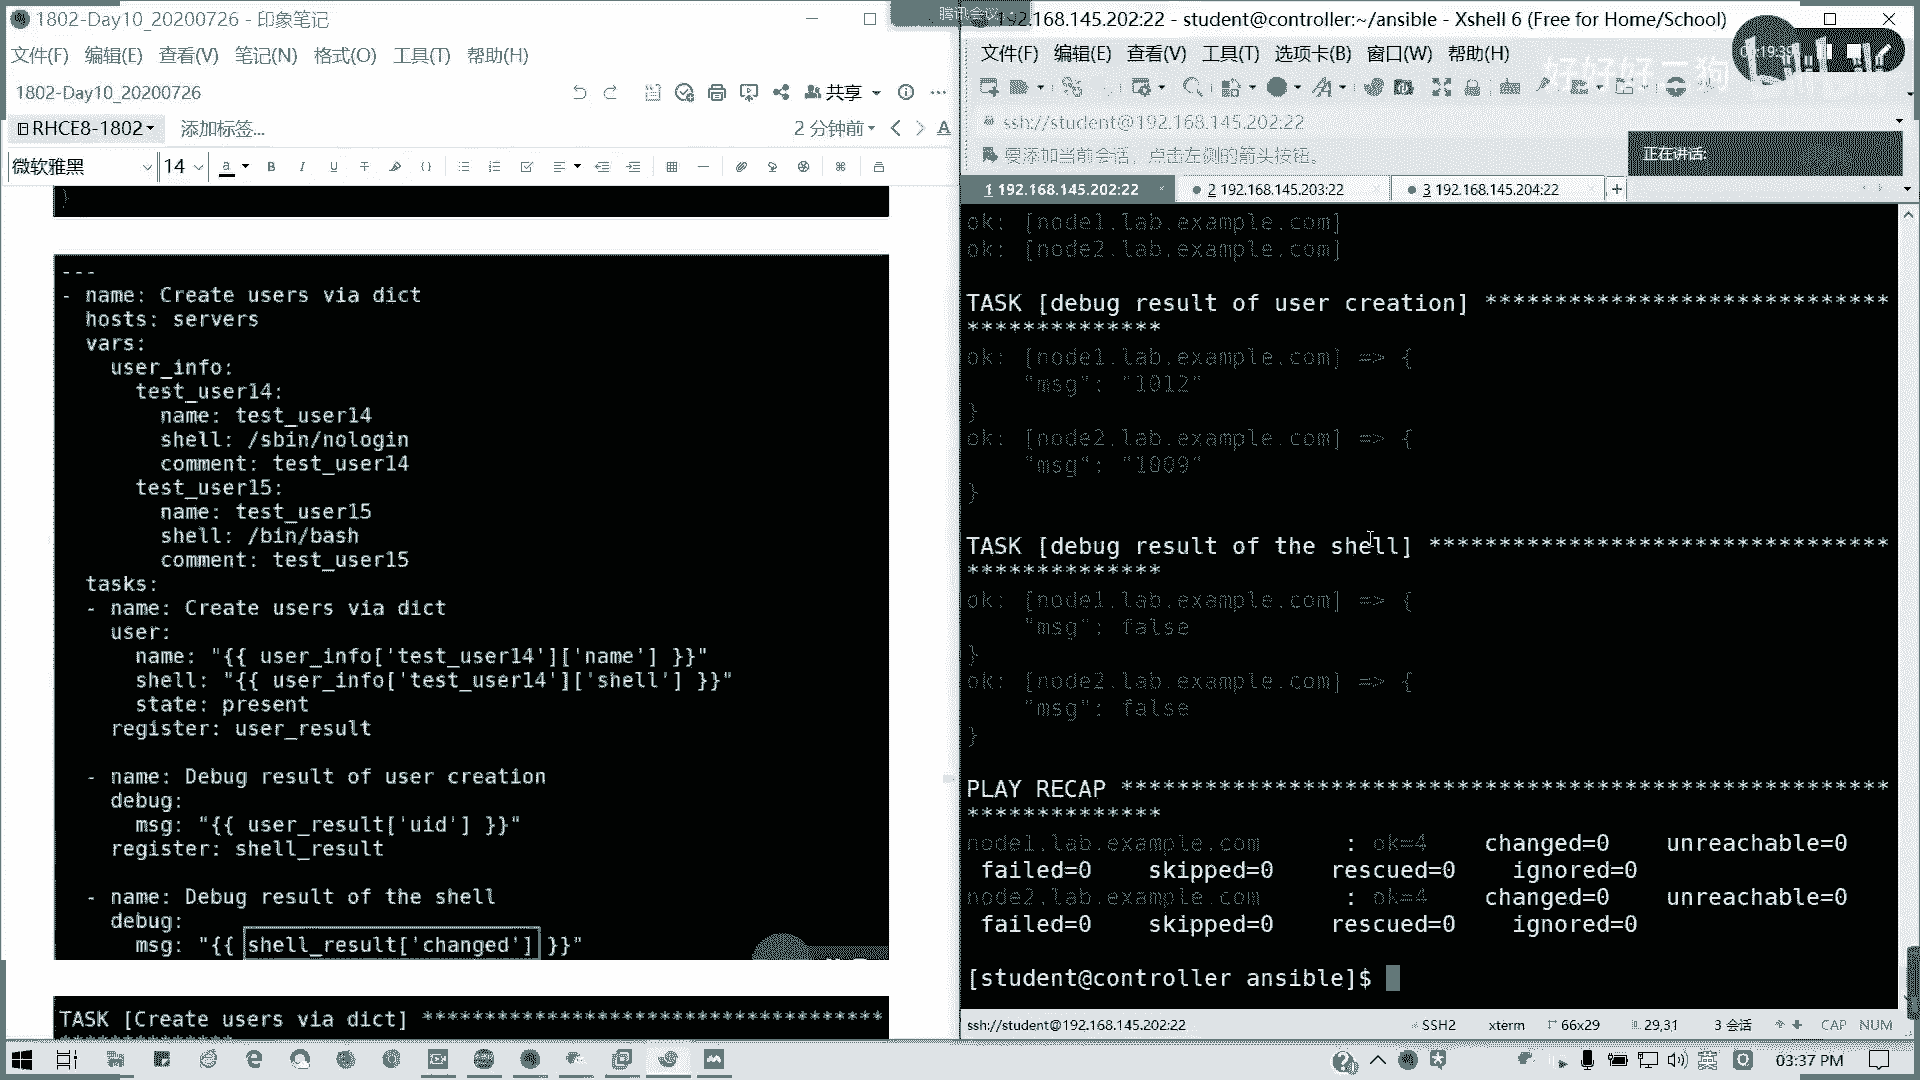 1802-Day10_20200726 - 印象笔记
文件(F) 编辑(E) 查看(V) 笔记(N) 格式(O) 工具(T) 帮助(H)
1802-Day10_20200726
共享
RHCE8-1802
添加标签...
2 分钟前
微软雅黑
14
}
---
- name: Create users via dict
  hosts: servers
  vars:
    user_info:
      test_user14:
        name: test_user14
        shell: /sbin/nologin
        comment: test_user14
      test_user15:
        name: test_user15
        shell: /bin/bash
        comment: test_user15
  tasks:
  - name: Create users via dict
    user:
      name: "{{ user_info['test_user14']['name'] }}"
      shell: "{{ user_info['test_user14']['shell'] }}"
      state: present
    register: user_result
  - name: Debug result of user creation
    debug:
      msg: "{{ user_result['uid'] }}"
    register: shell_result
  - name: Debug result of the shell
    debug:
      msg: "{{ shell_result['changed'] }}"
TASK [Create users via dict] *************************************
腾讯会议
192.168.145.202:22 - student@controller:~/ansible - Xshell 6 (Free for Home/School)
文件(F) 编辑(E) 查看(V) 工具(T) 选项卡(B) 窗口(W) 帮助(H)
好好好二狗
ssh://student@192.168.145.202:22
要添加当前会话，点击左侧的箭头按钮。
正在讲话:
1 192.168.145.202:22
2 192.168.145.203:22
3 192.168.145.204:22
ok: [node1.lab.example.com]
ok: [node2.lab.example.com]
TASK [debug result of user creation] *****************************
**************
ok: [node1.lab.example.com] => {
    "msg": "1012"
}
ok: [node2.lab.example.com] => {
    "msg": "1009"
}
TASK [debug result of the shell] *********************************
**************
ok: [node1.lab.example.com] => {
    "msg": false
}
ok: [node2.lab.example.com] => {
    "msg": false
}
PLAY RECAP *******************************************************
**************
node1.lab.example.com      : ok=4    changed=0    unreachable=0
 failed=0    skipped=0    rescued=0    ignored=0
node2.lab.example.com      : ok=4    changed=0    unreachable=0
 failed=0    skipped=0    rescued=0    ignored=0
[student@controller ansible]$
ssh://student@192.168.145.202:22
SSH2
xterm
66x29
29,31
3 会话
CAP NUM
英
03:37 PM